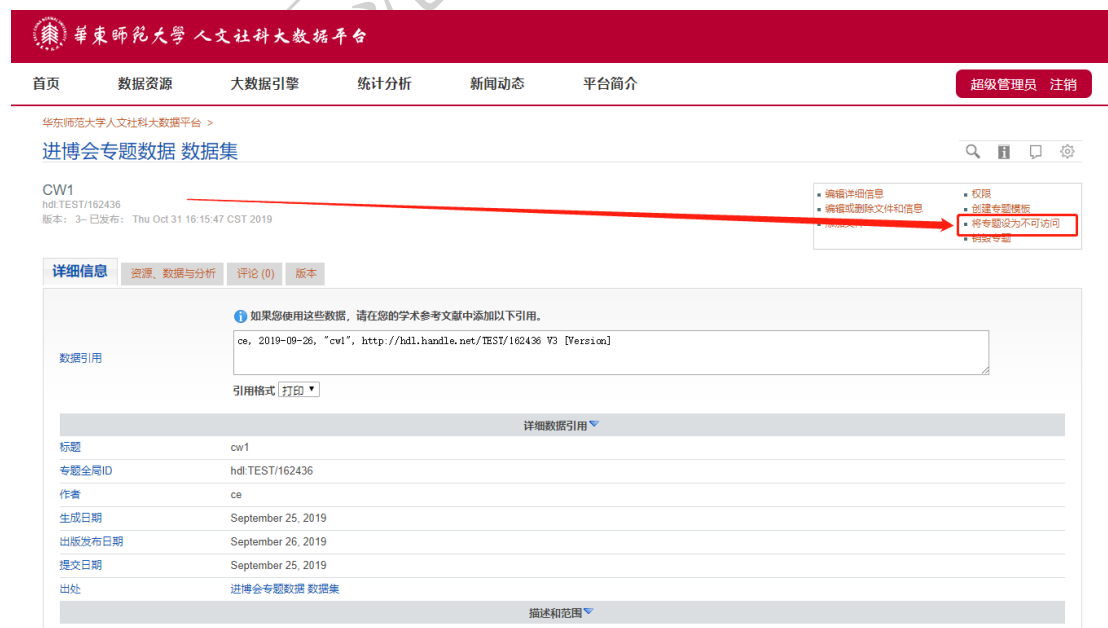 華東師範大學 人文社科大数据平台
首页 数据资源 大数据引擎 统计分析 新闻动态 平台简介 超级管理员 注销
华东师范大学人文社科大数据平台 >
进博会专题数据 数据集
CW1
hdl:TEST/162436
版本: 3– 已发布: Thu Oct 31 16:15:47 CST 2019
编辑详细信息
编辑或删除文件和信息
权限
创建专题模板
将专题设为不可访问
销毁专题
详细信息 资源、数据与分析 评论 (0) 版本
如果您使用这些数据，请在您的学术参考文献中添加以下引用。
数据引用
ce, 2019-09-26, "cw1", http://hdl.handle.net/TEST/162436 V3 [Version]
引用格式 打印
详细数据引用
标题 cw1
专题全局ID hdl:TEST/162436
作者 ce
生成日期 September 25, 2019
出版发布日期 September 26, 2019
提交日期 September 25, 2019
出处 进博会专题数据 数据集
描述和范围